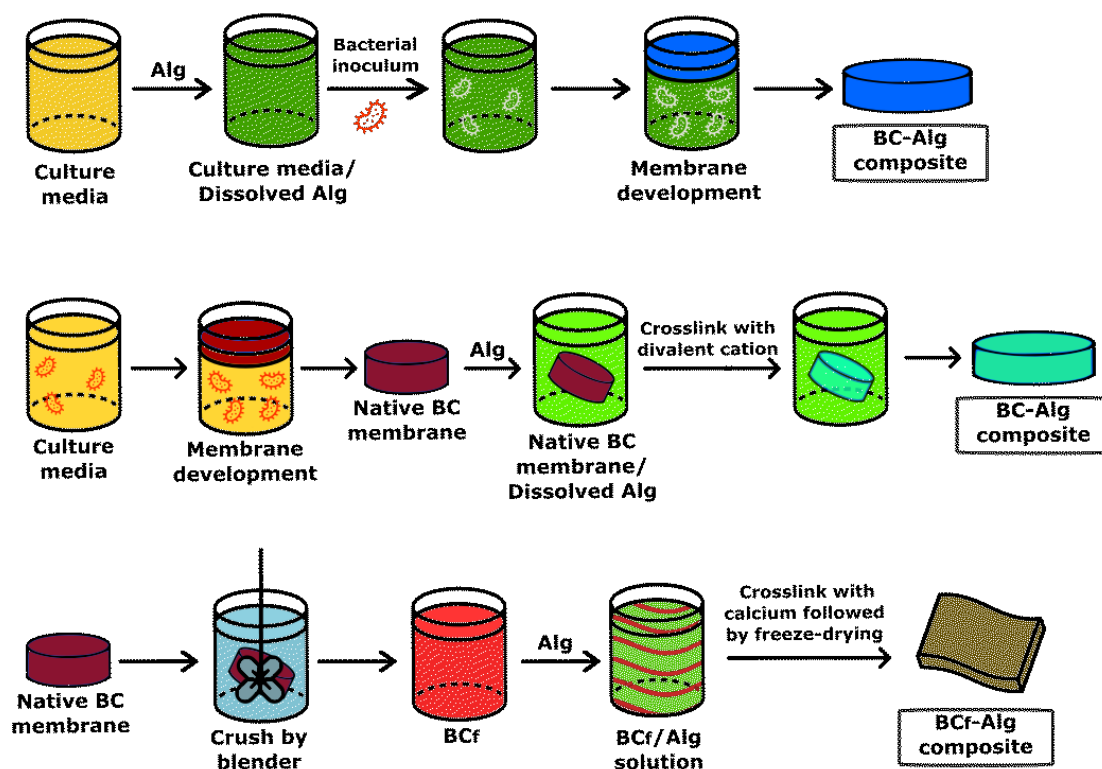 Alg
Bacterial
inoculum
Culture
media
Culture media/
Dissolved Alg
Membrane
development
BC-Alg
composite
Culture
media
Membrane
development
Native BC
membrane
Alg
Native BC
membrane/
Dissolved Alg
Crosslink with
divalent cation
BC-Alg
composite
Native BC
membrane
Crush by
blender
BCf
Alg
BCf/Alg
solution
Crosslink with
calcium followed
by freeze-drying
BCf-Alg
composite